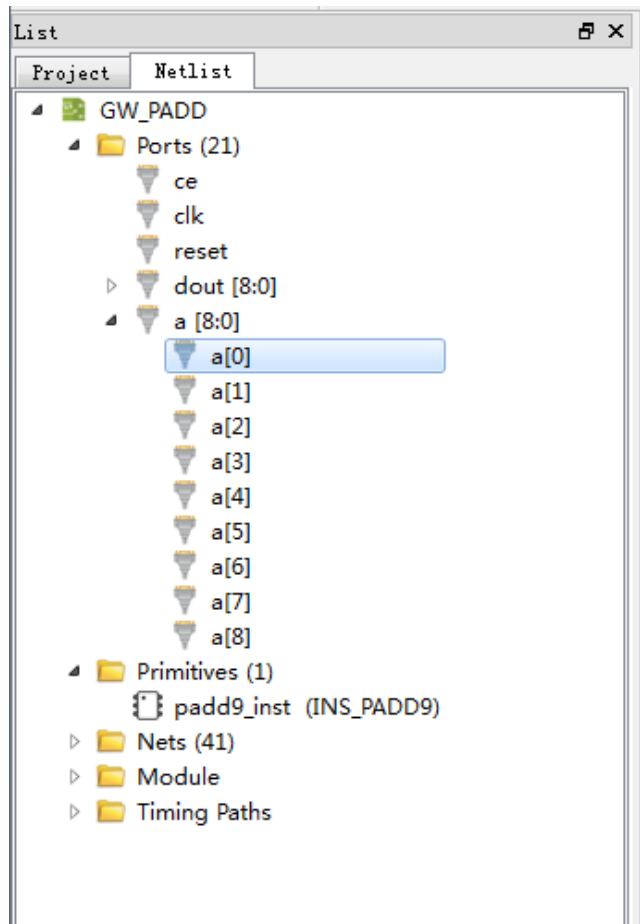 List
Project Netlist
GW_PADD
Ports (21)
ce
clk
reset
dout [8:0]
a [8:0]
a[0]
a[1]
a[2]
a[3]
a[4]
a[5]
a[6]
a[7]
a[8]
Primitives (1)
padd9_inst (INS_PADD9)
Nets (41)
Module
Timing Paths